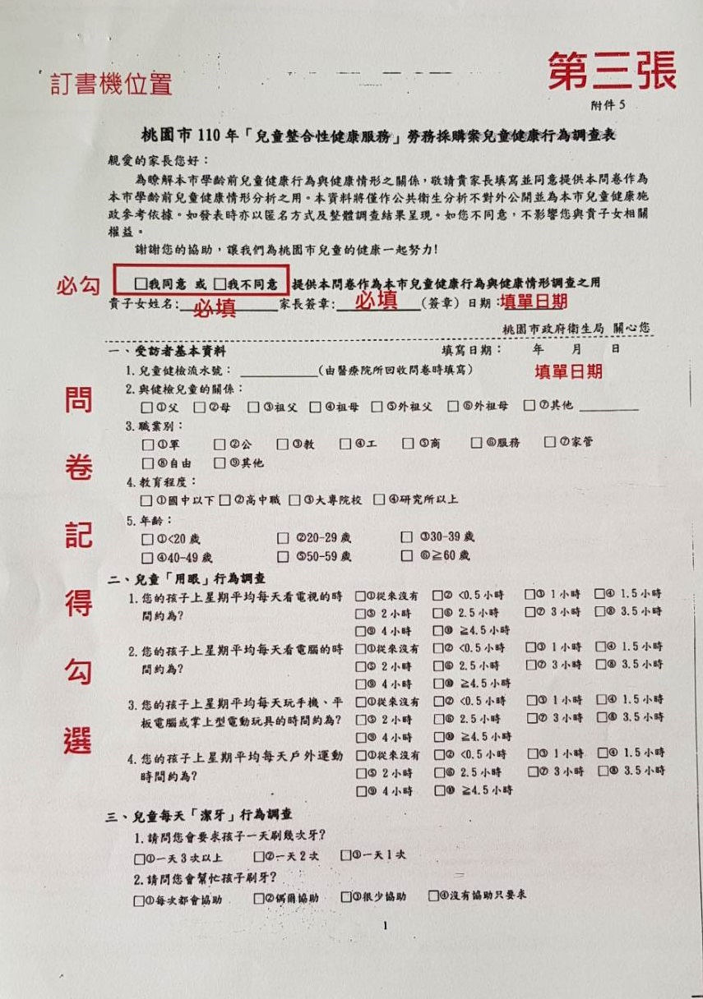 訂書機位置
第三張
附件 5
桃園市 110 年「兒童整合性健康服務」勞務採購案兒童健康行為調查表
親愛的家長您好：
為瞭解本市學齡前兒童健康行為與健康情形之關係，敬請貴家長填寫並同意提供本問卷作為
本市學齡前兒童健康情形分析之用。本資料將僅作公共衛生分析不對外公開並為本市兒童健康施
政參考依據。如發表時亦以匿名方式及整體調查結果呈現。如您不同意，不影響您與貴子女相關
權益。
謝謝您的協助，讓我們為桃園市兒童的健康一起努力!
必勾 □我同意 或 □我不同意 提供本問卷作為本市兒童健康行為與健康情形調查之用
貴子女姓名：必填 家長簽章：必填 (簽章) 日期：填單日期
桃園市政府衛生局 關心您
一、受訪者基本資料 填寫日期： 年 月 日
1. 兒童健檢流水號：__________(由醫療院所回收問卷時填寫) 填單日期
2. 與健檢兒童的關係：
□①父 □②母 □③祖父 □④祖母 □⑤外祖父 □⑥外祖母 □⑦其他 ________
3. 職業別：
□①軍 □②公 □③教 □④工 □⑤商 □⑥服務 □⑦家管
□⑧自由 □⑨其他
4. 教育程度：
□①國中以下 □②高中職 □③大專院校 □④研究所以上
5. 年齡：
□①<20 歲 □②20-29 歲 □③30-39 歲
□④40-49 歲 □⑤50-59 歲 □⑥≧60 歲
問卷記得勾選
二、兒童「用眼」行為調查
1. 您的孩子上星期平均每天看電視的時 □①從來沒有 □② <0.5 小時 □③ 1 小時 □④ 1.5 小時
間約為? □⑤ 2 小時 □⑥ 2.5 小時 □⑦ 3 小時 □⑧ 3.5 小時
□⑨ 4 小時 □⑩ ≧4.5 小時
2. 您的孩子上星期平均每天看電腦的時 □①從來沒有 □② <0.5 小時 □③ 1 小時 □④ 1.5 小時
間約為? □⑤ 2 小時 □⑥ 2.5 小時 □⑦ 3 小時 □⑧ 3.5 小時
□⑨ 4 小時 □⑩ ≧4.5 小時
3. 您的孩子上星期平均每天玩手機、平 □①從來沒有 □② <0.5 小時 □③ 1 小時 □④ 1.5 小時
板電腦或掌上型電動玩具的時間約為? □⑤ 2 小時 □⑥ 2.5 小時 □⑦ 3 小時 □⑧ 3.5 小時
□⑨ 4 小時 □⑩ ≧4.5 小時
4. 您的孩子上星期平均每天戶外運動 □①從來沒有 □② <0.5 小時 □③ 1 小時 □④ 1.5 小時
時間約為? □⑤ 2 小時 □⑥ 2.5 小時 □⑦ 3 小時 □⑧ 3.5 小時
□⑨ 4 小時 □⑩ ≧4.5 小時
三、兒童每天「潔牙」行為調查
1. 請問您會要求孩子一天刷幾次牙?
□①一天 3 次以上 □②一天 2 次 □③一天 1 次
2. 請問您會幫忙孩子刷牙?
□①每次都會協助 □②偶爾協助 □③很少協助 □④沒有協助只要求
1